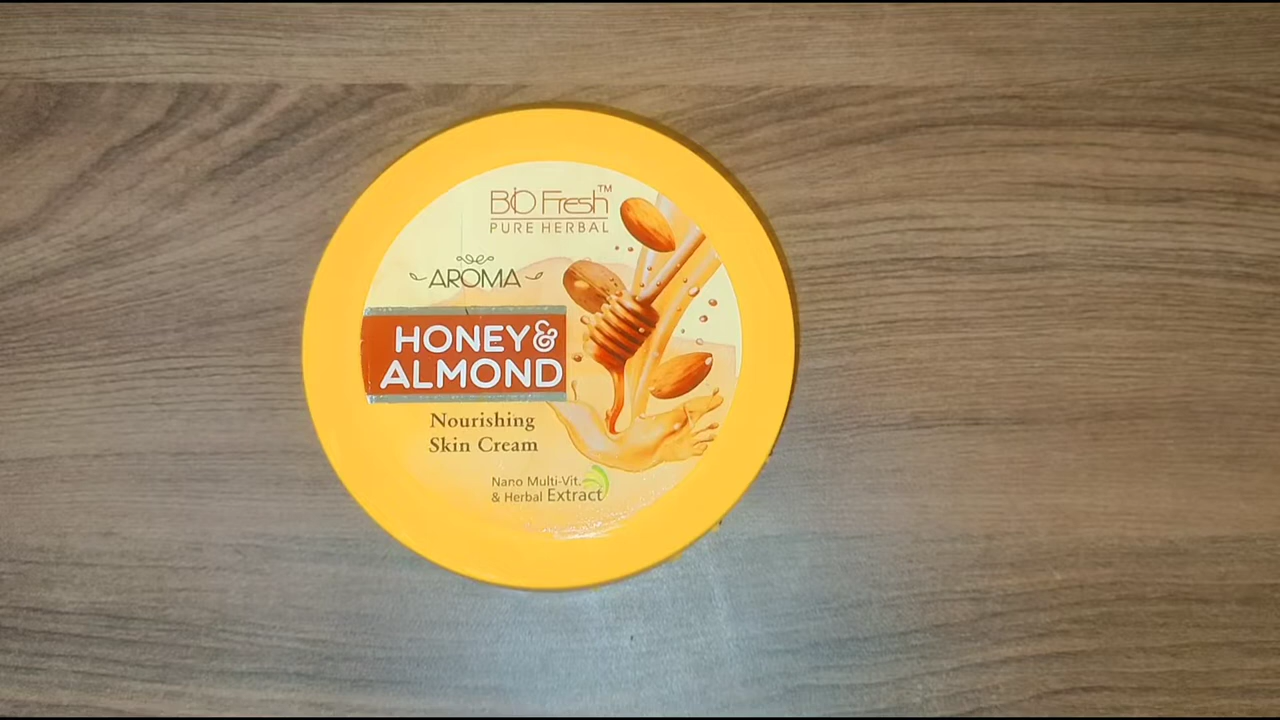 BIO Fresh™
PURE HERBAL
AROMA
HONEY &
ALMOND
Nourishing
Skin Cream
Nano Multi-Vit.
& Herbal Extract